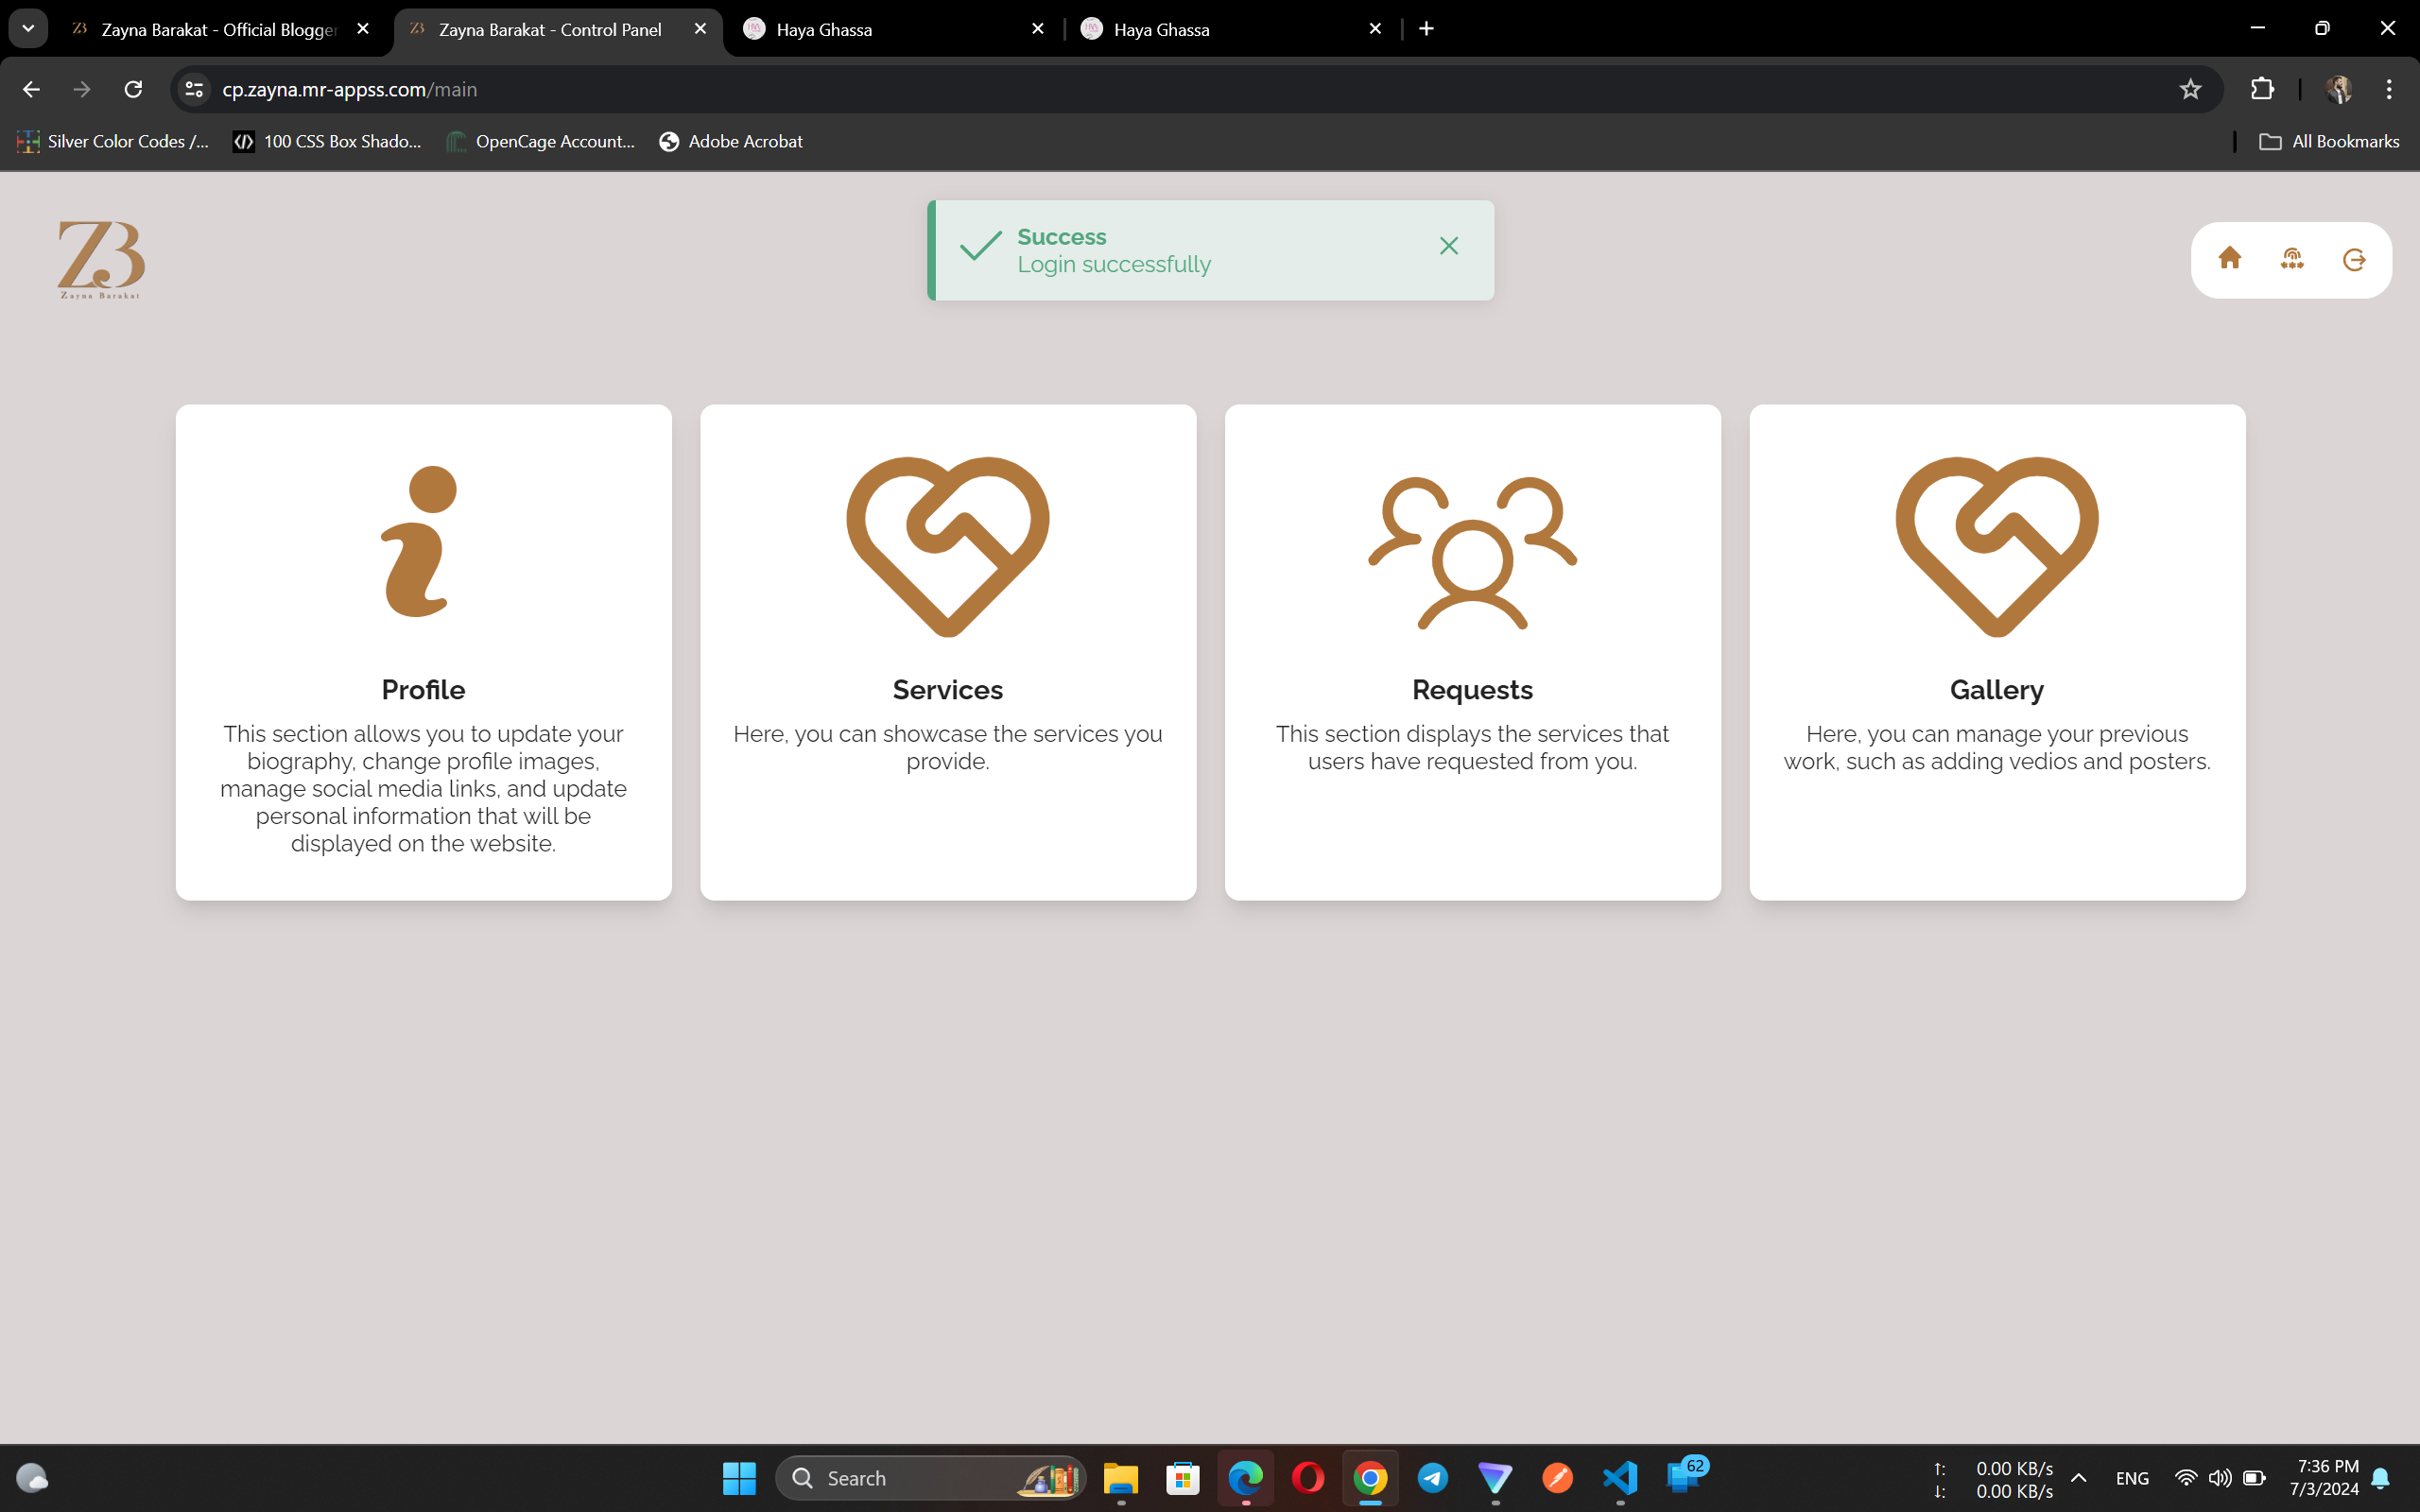 Zayna Barakat - Official Blogger
Zayna Barakat - Control Panel
Haya Ghassa
Haya Ghassa
cp.zayna.mr-appss.com/main
Silver Color Codes /...
100 CSS Box Shado...
OpenCage Account...
Adobe Acrobat
All Bookmarks
ZB
Zayna Barakat
Success
Login successfully
Profile
This section allows you to update your
biography, change profile images,
manage social media links, and update
personal information that will be
displayed on the website.
Services
Here, you can showcase the services you
provide.
Requests
This section displays the services that
users have requested from you.
Gallery
Here, you can manage your previous
work, such as adding vedios and posters.
Search
62
↑: 0.00 KB/s
↓: 0.00 KB/s
ENG
7:36 PM
7/3/2024